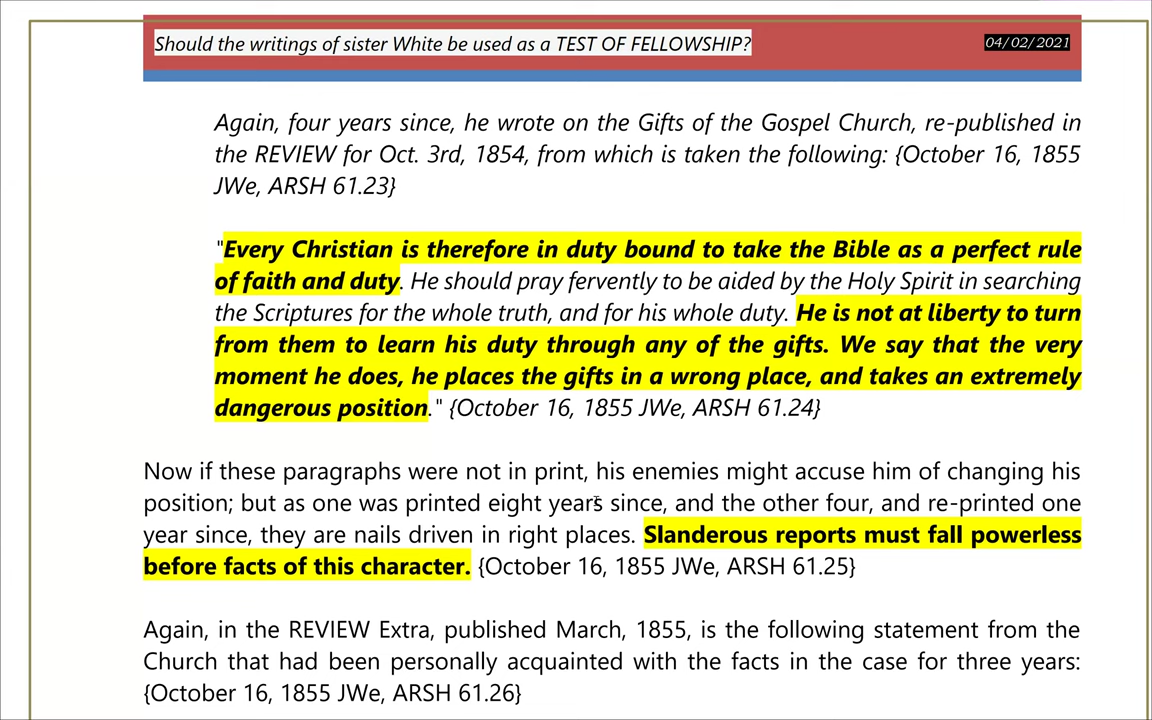 Should the writings of sister White be used as a TEST OF FELLOWSHIP? 04/02/2021
Again, four years since, he wrote on the Gifts of the Gospel Church, re-published in
the REVIEW for Oct. 3rd, 1854, from which is taken the following: {October 16, 1855
JWe, ARSH 61.23}
"Every Christian is therefore in duty bound to take the Bible as a perfect rule
of faith and duty. He should pray fervently to be aided by the Holy Spirit in searching
the Scriptures for the whole truth, and for his whole duty. He is not at liberty to turn
from them to learn his duty through any of the gifts. We say that the very
moment he does, he places the gifts in a wrong place, and takes an extremely
dangerous position." {October 16, 1855 JWe, ARSH 61.24}
Now if these paragraphs were not in print, his enemies might accuse him of changing his
position; but as one was printed eight years since, and the other four, and re-printed one
year since, they are nails driven in right places. Slanderous reports must fall powerless
before facts of this character. {October 16, 1855 JWe, ARSH 61.25}
Again, in the REVIEW Extra, published March, 1855, is the following statement from the
Church that had been personally acquainted with the facts in the case for three years:
{October 16, 1855 JWe, ARSH 61.26}